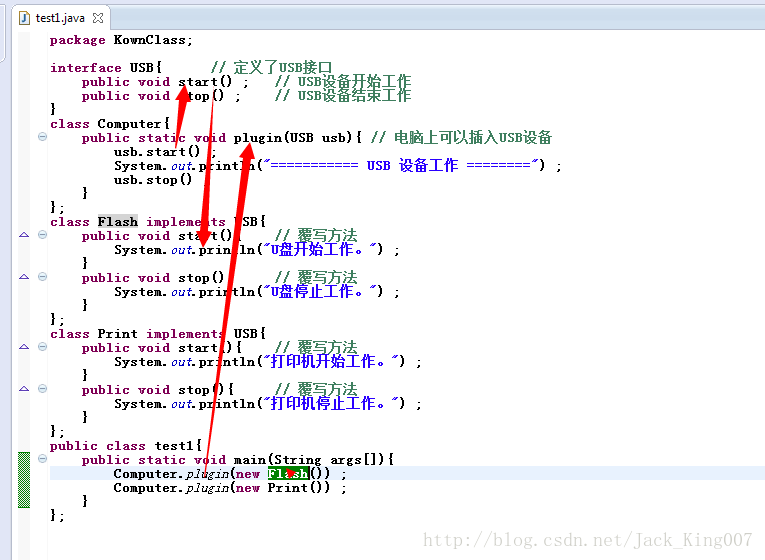 test1.java
package KownClass;
interface USB{ // 定义了USB接口
public void start() ; // USB设备开始工作
public void stop() ; // USB设备结束工作
}
class Computer{
public static void plugin(USB usb){ // 电脑上可以插入USB设备
usb.start() ;
System.out.println("=========== USB 设备工作 ========") ;
usb.stop() ;
}
};
class Flash implements USB{
public void start(){ // 覆写方法
System.out.println("U盘开始工作。") ;
}
public void stop() // 覆写方法
System.out.println("U盘停止工作。") ;
}
};
class Print implements USB{
public void start(){ // 覆写方法
System.out.println("打印机开始工作。") ;
}
public void stop(){ // 覆写方法
System.out.println("打印机停止工作。") ;
}
};
public class test1{
public static void main(String args[]){
Computer.plugin(new Flash()) ;
Computer.plugin(new Print()) ;
}
};
http://blog.csdn.net/Jack_King007